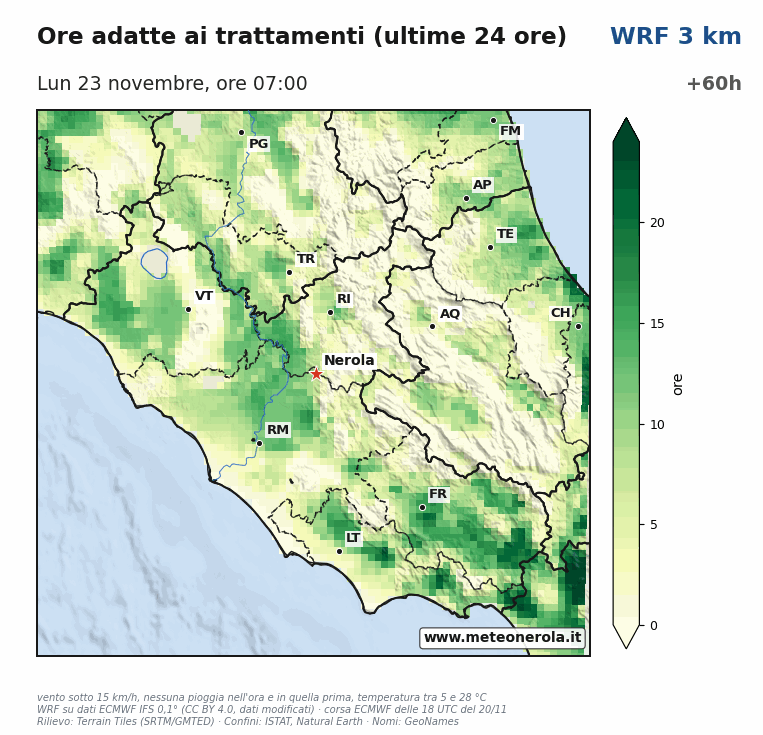 Ore adatte ai trattamenti (ultime 24 ore)
WRF 3 km
Lun 23 novembre, ore 07:00
+60h
FM
PG
AP
TE
TR
VT
RI
AQ
CH
Nerola
RM
FR
LT
www.meteonerola.it
20
15
10
5
0
ore
vento sotto 15 km/h, nessuna pioggia nell'ora e in quella prima, temperatura tra 5 e 28 °C
WRF su dati ECMWF IFS 0,1° (CC BY 4.0, dati modificati) · corsa ECMWF delle 18 UTC del 20/11
Rilievo: Terrain Tiles (SRTM/GMTED) · Confini: ISTAT, Natural Earth · Nomi: GeoNames